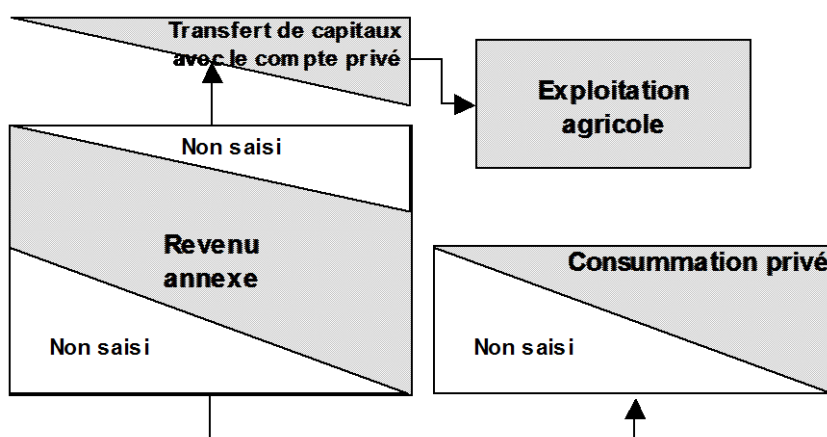 Transfert de capitaux
avec le compte privé
Exploitation
agricole
Non saisi
Revenu
annexe
Non saisi
Consummation privé
Non saisi